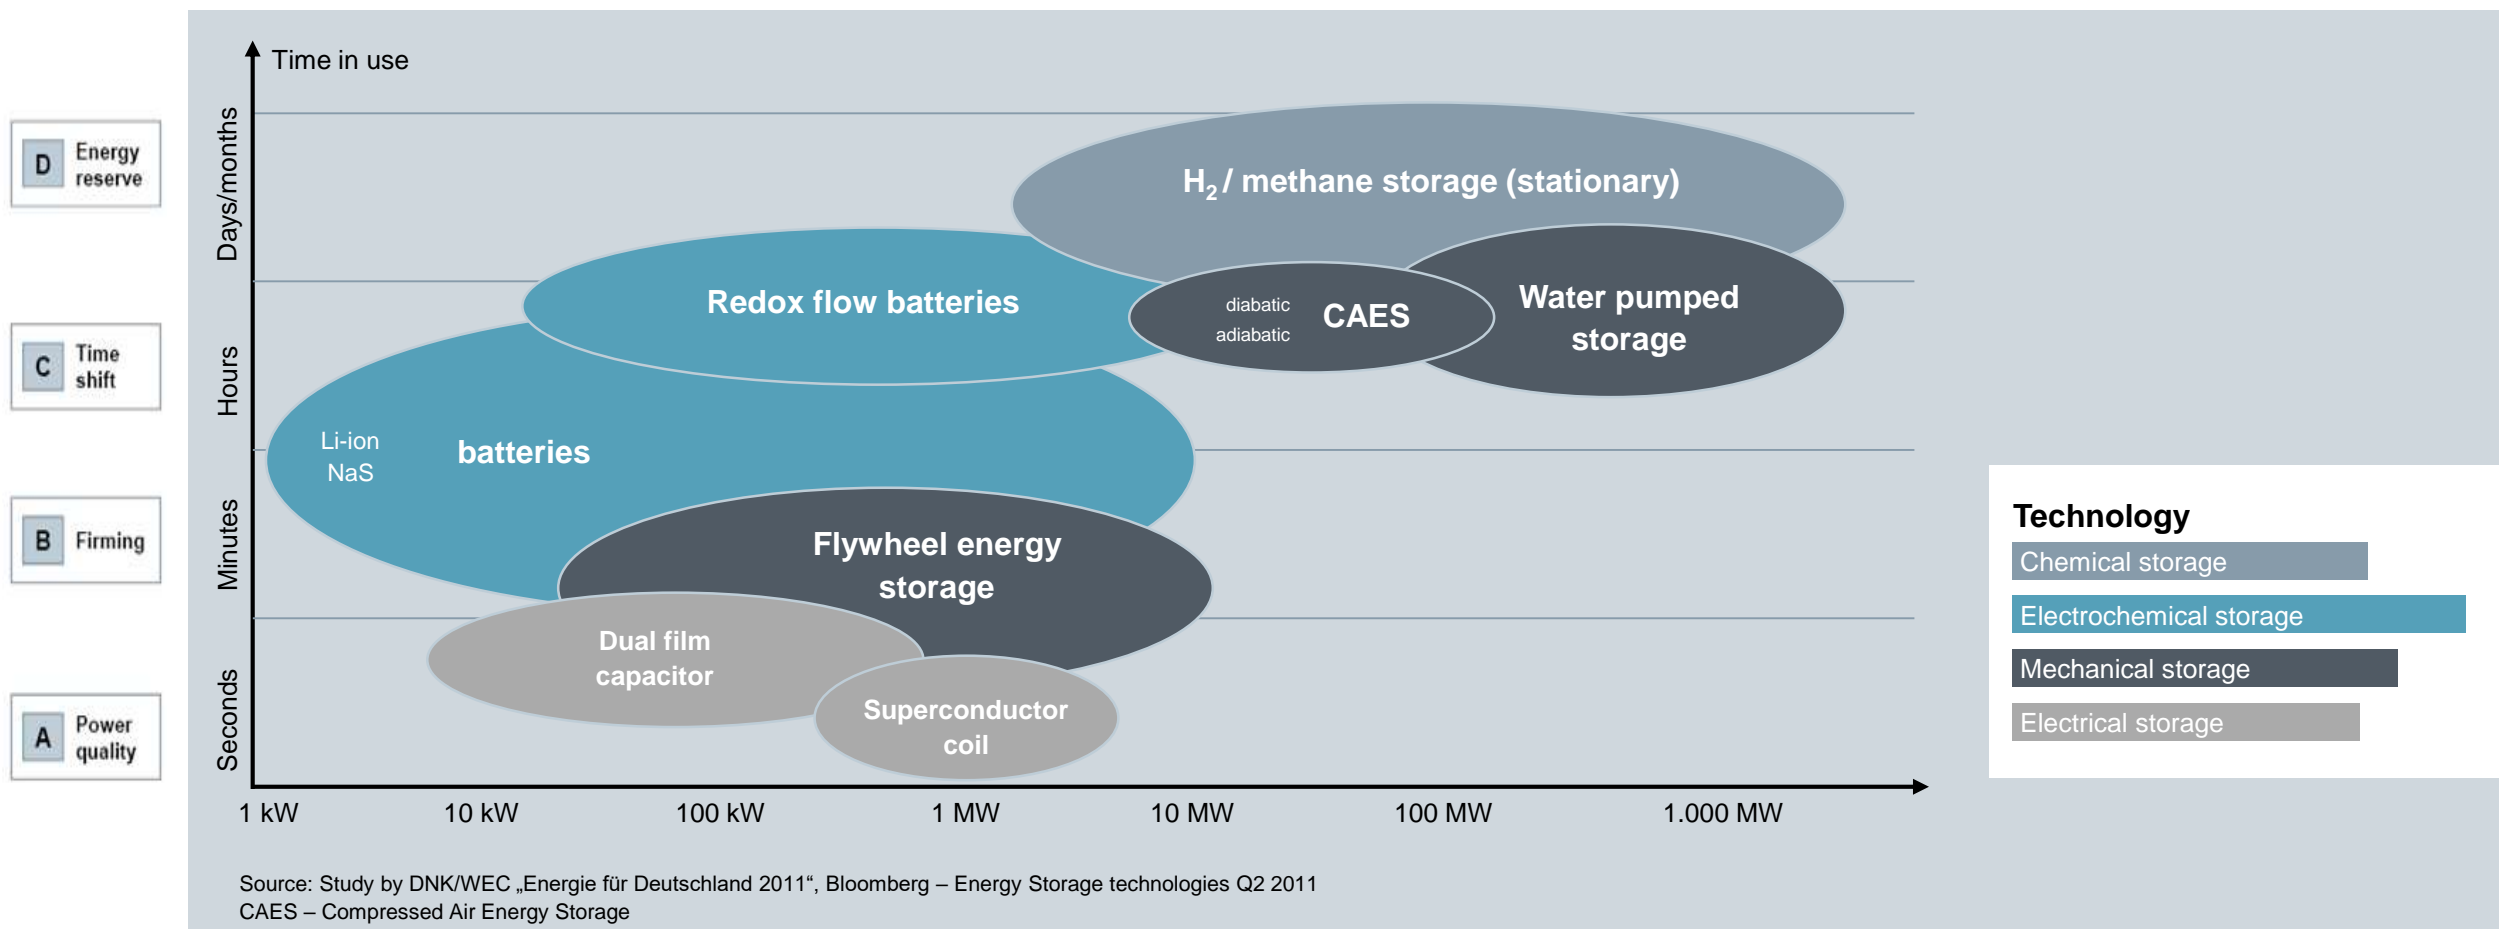 Time in use
Days/months
Hours
Minutes
Seconds
D
Energy
reserve
C
Time
shift
B
Firming
A
Power
quality
H2 / methane storage (stationary)
Redox flow batteries
diabatic
adiabatic
CAES
Water pumped
storage
Li-ion
NaS
batteries
Flywheel energy
storage
Dual film
capacitor
Superconductor
coil
1 kW
10 kW
100 kW
1 MW
10 MW
100 MW
1.000 MW
Technology
Chemical storage
Electrochemical storage
Mechanical storage
Electrical storage
Source: Study by DNK/WEC „Energie für Deutschland 2011“, Bloomberg – Energy Storage technologies Q2 2011
CAES – Compressed Air Energy Storage